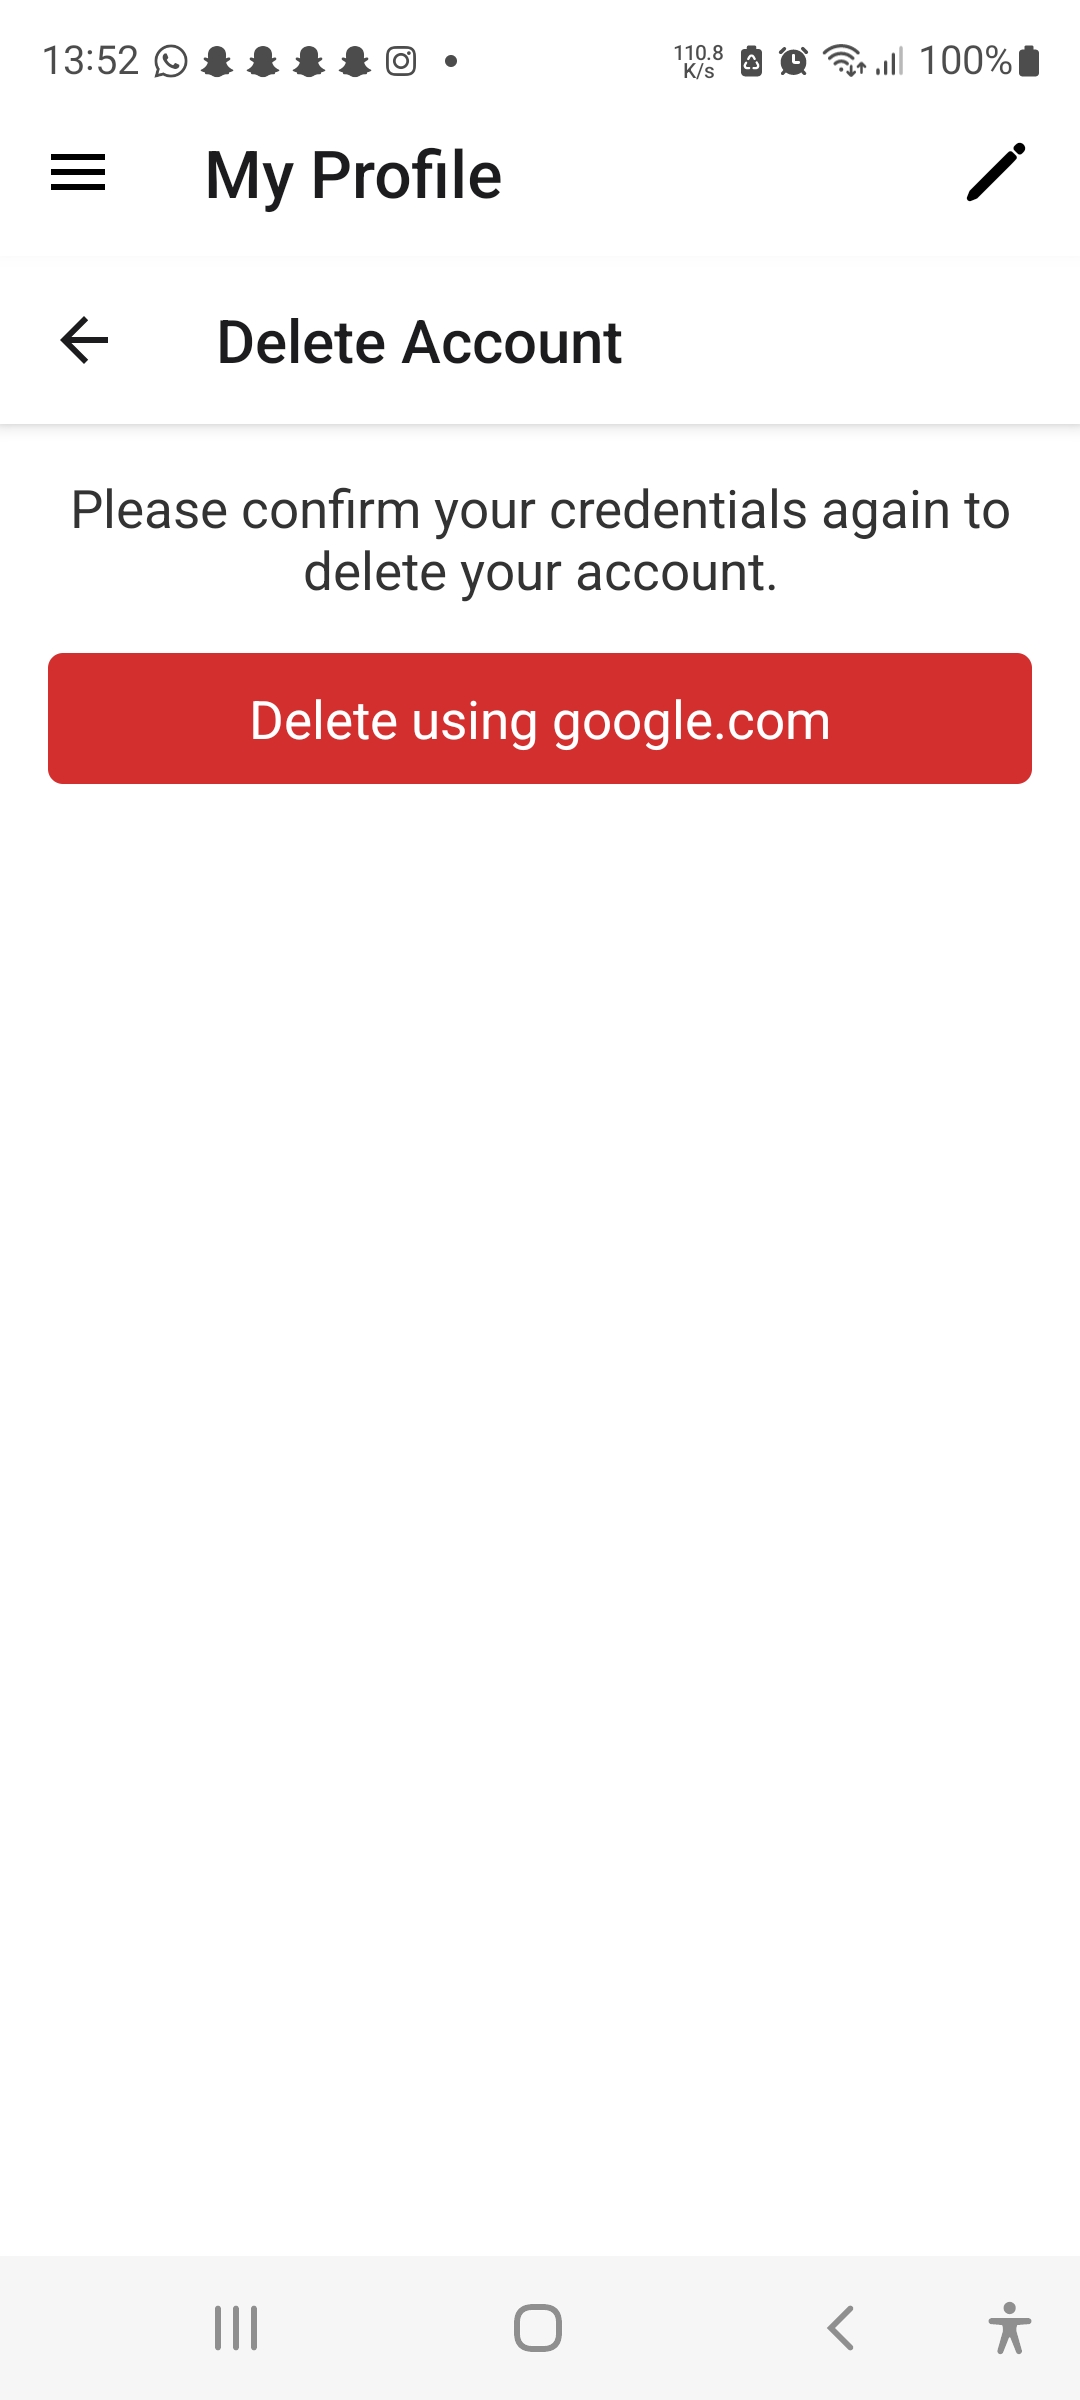 13:52
110.8
K/s
100%
My Profile
Delete Account
Please confirm your credentials again to
delete your account.
Delete using google.com